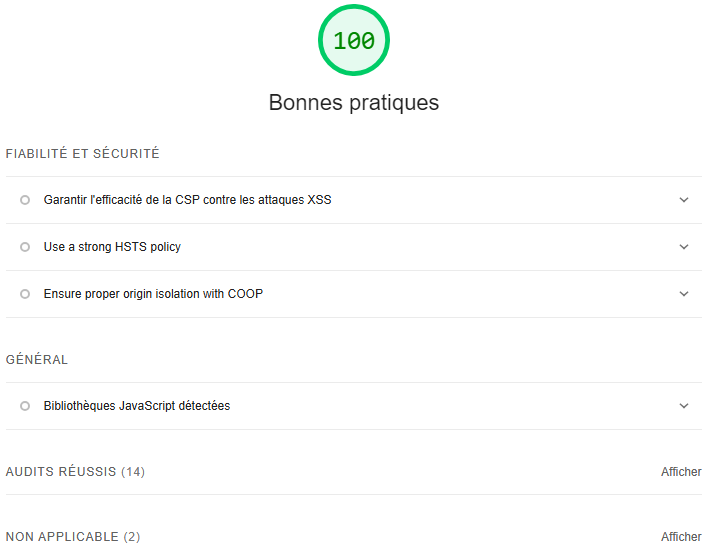 100
Bonnes pratiques
FIABILITÉ ET SÉCURITÉ
Garantir l'efficacité de la CSP contre les attaques XSS
Use a strong HSTS policy
Ensure proper origin isolation with COOP
GÉNÉRAL
Bibliothèques JavaScript détectées
AUDITS RÉUSSIS (14) Afficher
NON APPLICABLE (2) Afficher